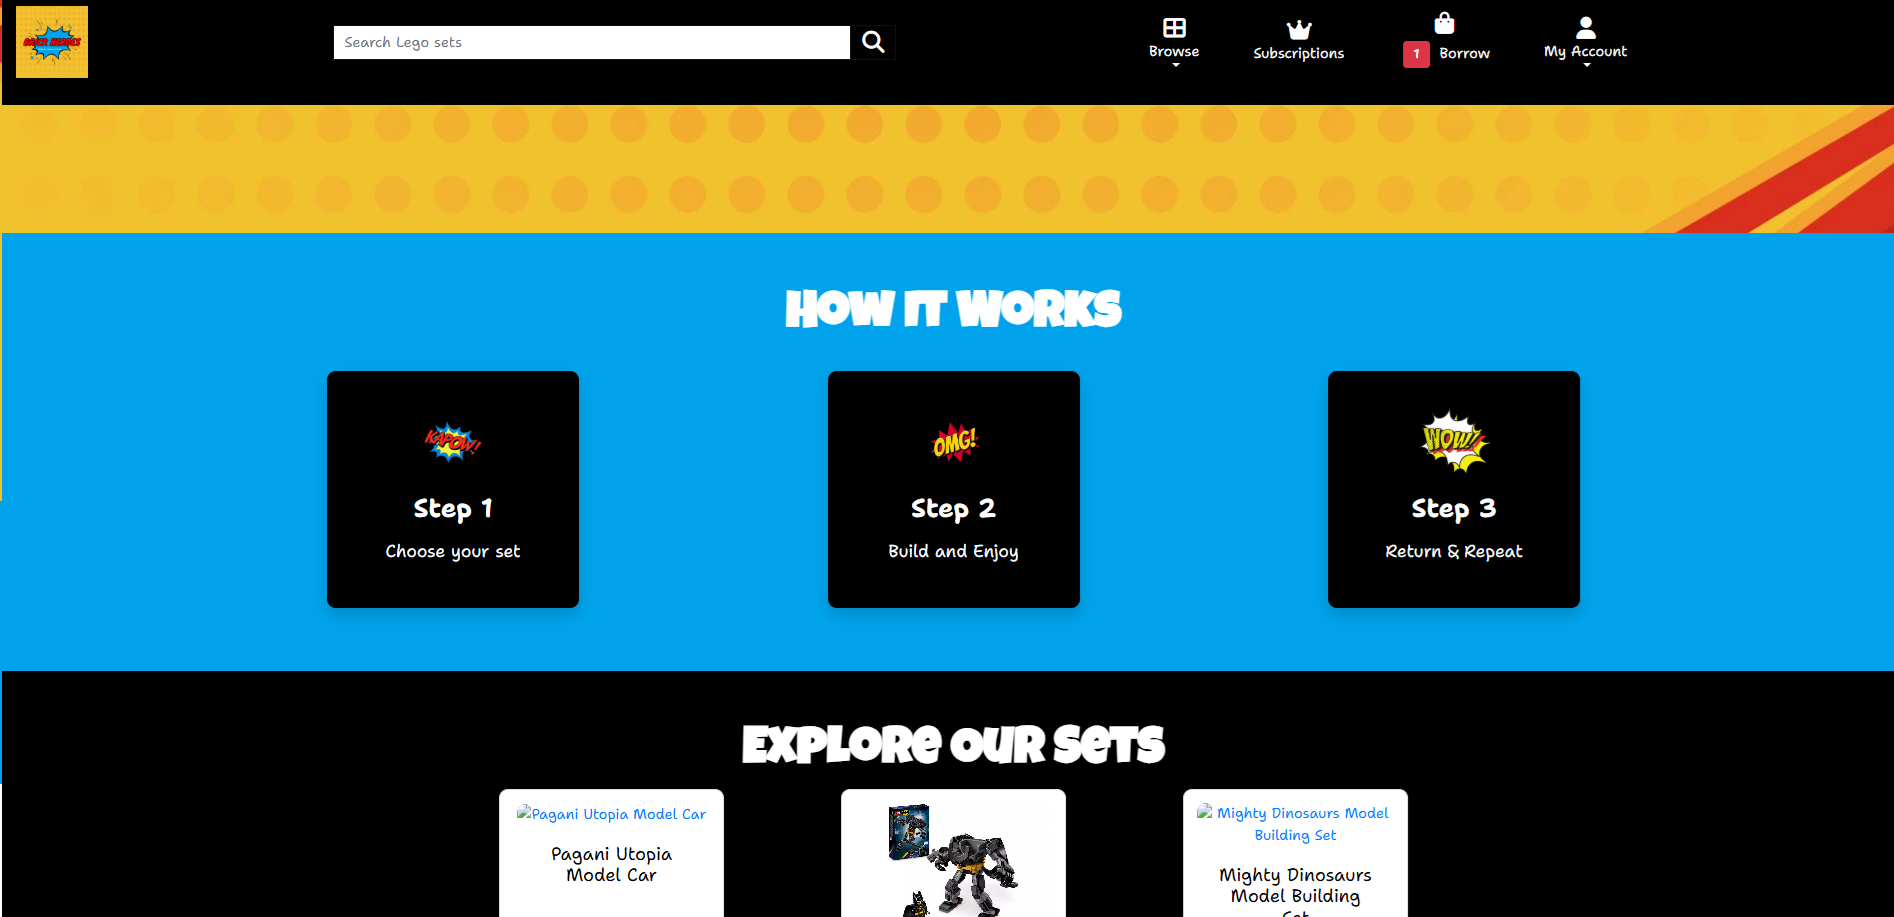 Search Lego sets
Browse
Subscriptions
1 Borrow
My Account
HOW IT WORKS
KAPOW!
OMG!
WOW!!
Step 1
Step 2
Step 3
Choose your set
Build and Enjoy
Return & Repeat
EXPLORE OUR SETS
Pagani Utopia Model Car
Mighty Dinosaurs Model
Building Set
Pagani Utopia
Model Car
Mighty Dinosaurs
Model Building
Set